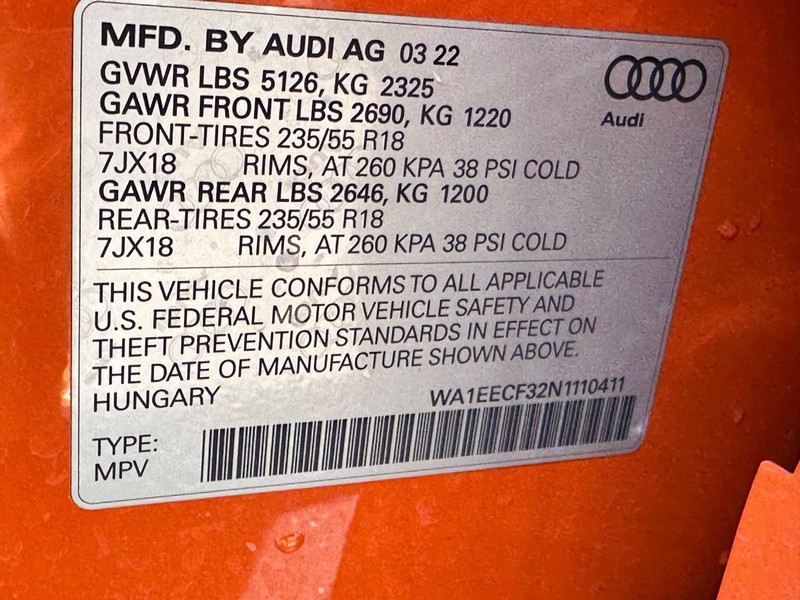 MFD. BY AUDI AG 03 22
GVWR LBS 5126, KG 2325
GAWR FRONT LBS 2690, KG 1220
FRONT-TIRES 235/55 R18
7JX18 RIMS, AT 260 KPA 38 PSI COLD
GAWR REAR LBS 2646, KG 1200
REAR-TIRES 235/55 R18
7JX18 RIMS, AT 260 KPA 38 PSI COLD
Audi
THIS VEHICLE CONFORMS TO ALL APPLICABLE
U.S. FEDERAL MOTOR VEHICLE SAFETY AND
THEFT PREVENTION STANDARDS IN EFFECT ON
THE DATE OF MANUFACTURE SHOWN ABOVE.
HUNGARY WA1EECF32N1110411
TYPE:
MPV